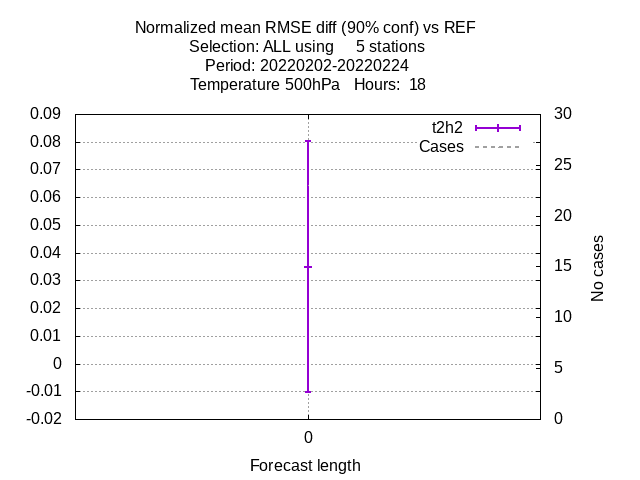 Normalized mean RMSE diff (90% conf) vs REF
Selection: ALL using     5 stations
Period: 20220202-20220224
Temperature 500hPa   Hours:  18
0.09
0.08
0.07
0.06
0.05
0.04
0.03
0.02
0.01
0
-0.01
-0.02
t2h2
Cases
30
25
20
15
10
5
0
No cases
0
Forecast length